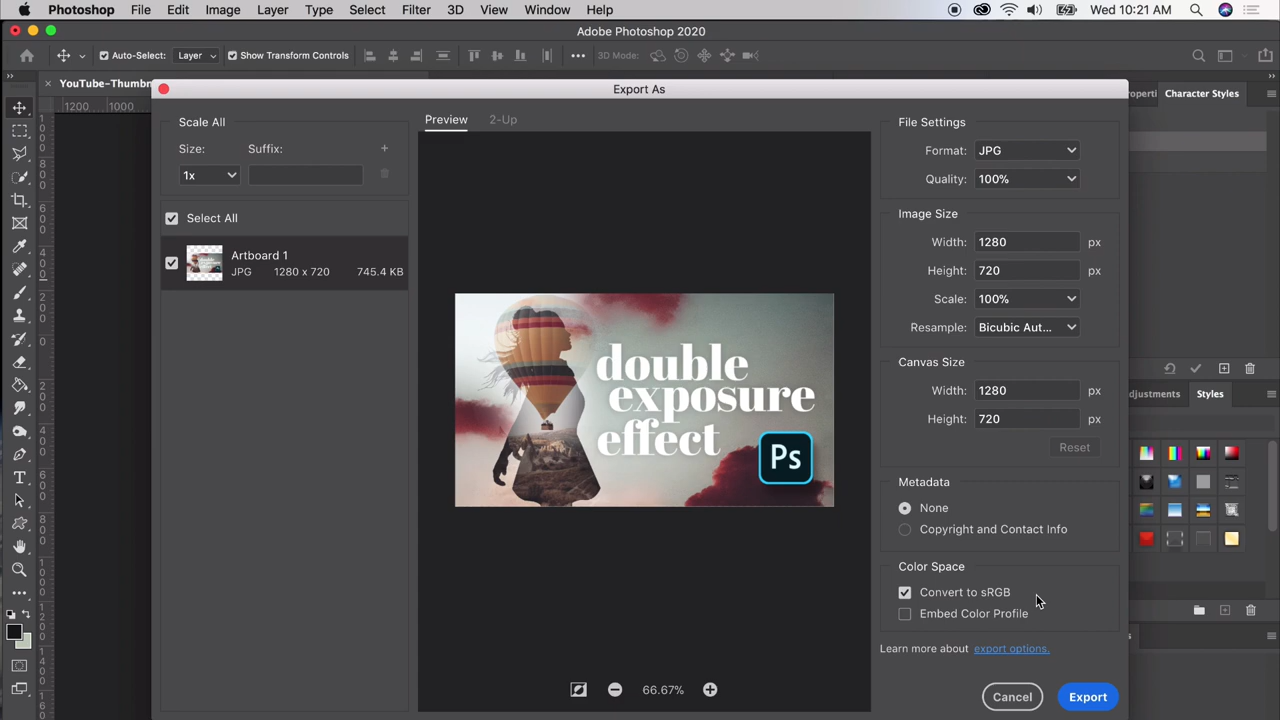 Photoshop File Edit Image Layer Type Select Filter 3D View Window Help Wed 10:21 AM
Adobe Photoshop 2020
Auto-Select: Layer Show Transform Controls 3D Mode:
YouTube-Thumbn
Character Styles
1200 1000
Export As
Scale All
Size: Suffix:
1x
Select All
Artboard 1
JPG 1280 x 720 745.4 KB
Preview 2-Up
double
exposure
effect
Ps
66.67%
File Settings
Format: JPG
Quality: 100%
Image Size
Width: 1280 px
Height: 720 px
Scale: 100%
Resample: Bicubic Aut...
Canvas Size
Width: 1280 px
Height: 720 px
Reset
Metadata
None
Copyright and Contact Info
Color Space
Convert to sRGB
Embed Color Profile
Learn more about export options.
Cancel Export
djustments Styles